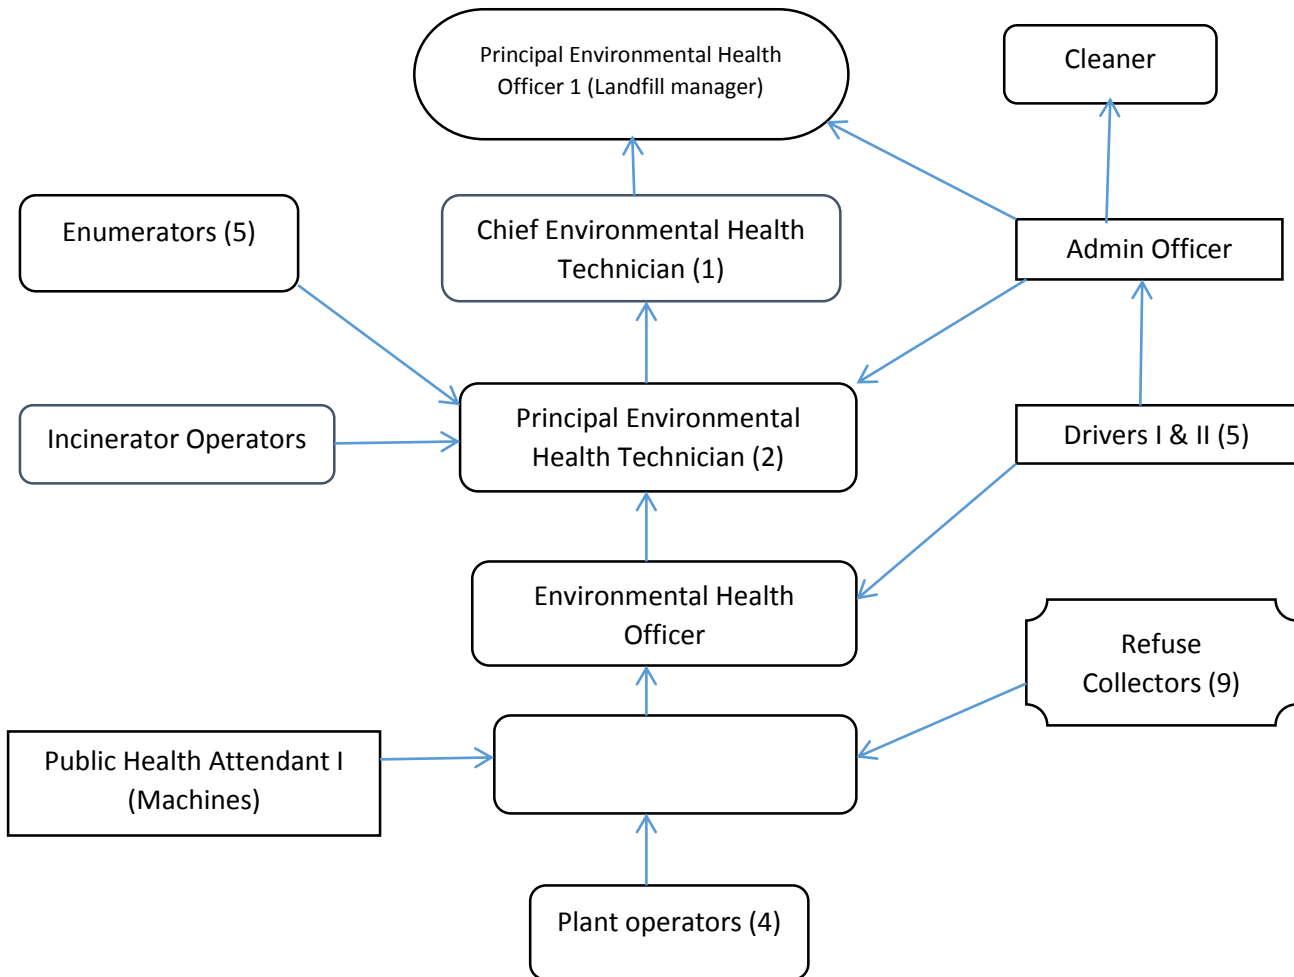 Principal Environmental Health
Officer 1 (Landfill manager)
Cleaner
Enumerators (5)
Chief Environmental Health
Technician (1)
Admin Officer
Incinerator Operators
Principal Environmental
Health Technician (2)
Drivers I & II (5)
Environmental Health
Officer
Refuse
Collectors (9)
Public Health Attendant I
(Machines)
Plant operators (4)